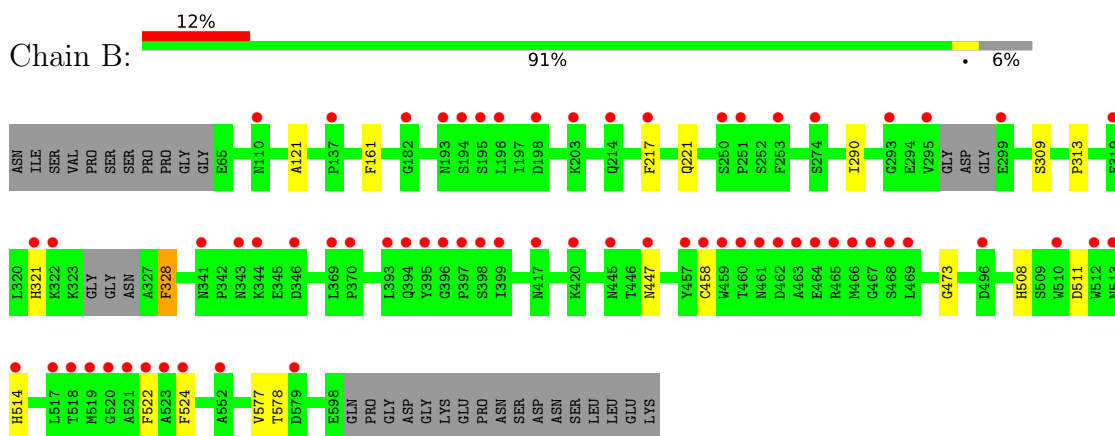 12%
Chain B:
91%
•
6%
ASN ILE SER VAL PRO SER SER PRO PRO GLY GLY E65 N110 A121 P137 F161 G182 N193 S194 S195 L196 I197 D198 K203 Q214 F217 Q221 S250 P251 S252 F253 S274 I290 G293 E294 V295 GLY ASP GLY E299 S309 P313 E319
L320 H321 K322 K323 GLY GLY ASN A327 F328 N341 P342 N343 K344 E345 D346 L369 P370 L393 Q394 Y395 G396 P397 S398 I399 N417 K420 N445 T446 N447 Y457 C458 W459 T460 N461 D462 A463 E464 R465 M466 G467 S468 L469 G473 D496 H508 S509 W510 D511 W512 N513
H514 L517 T518 M519 G520 A521 F522 A523 F524 A552 V577 T578 D579 E598 GLN PRO GLY ASP GLY LYS GLU PRO ASN SER ASP ASN SER LEU LEU GLU LYS